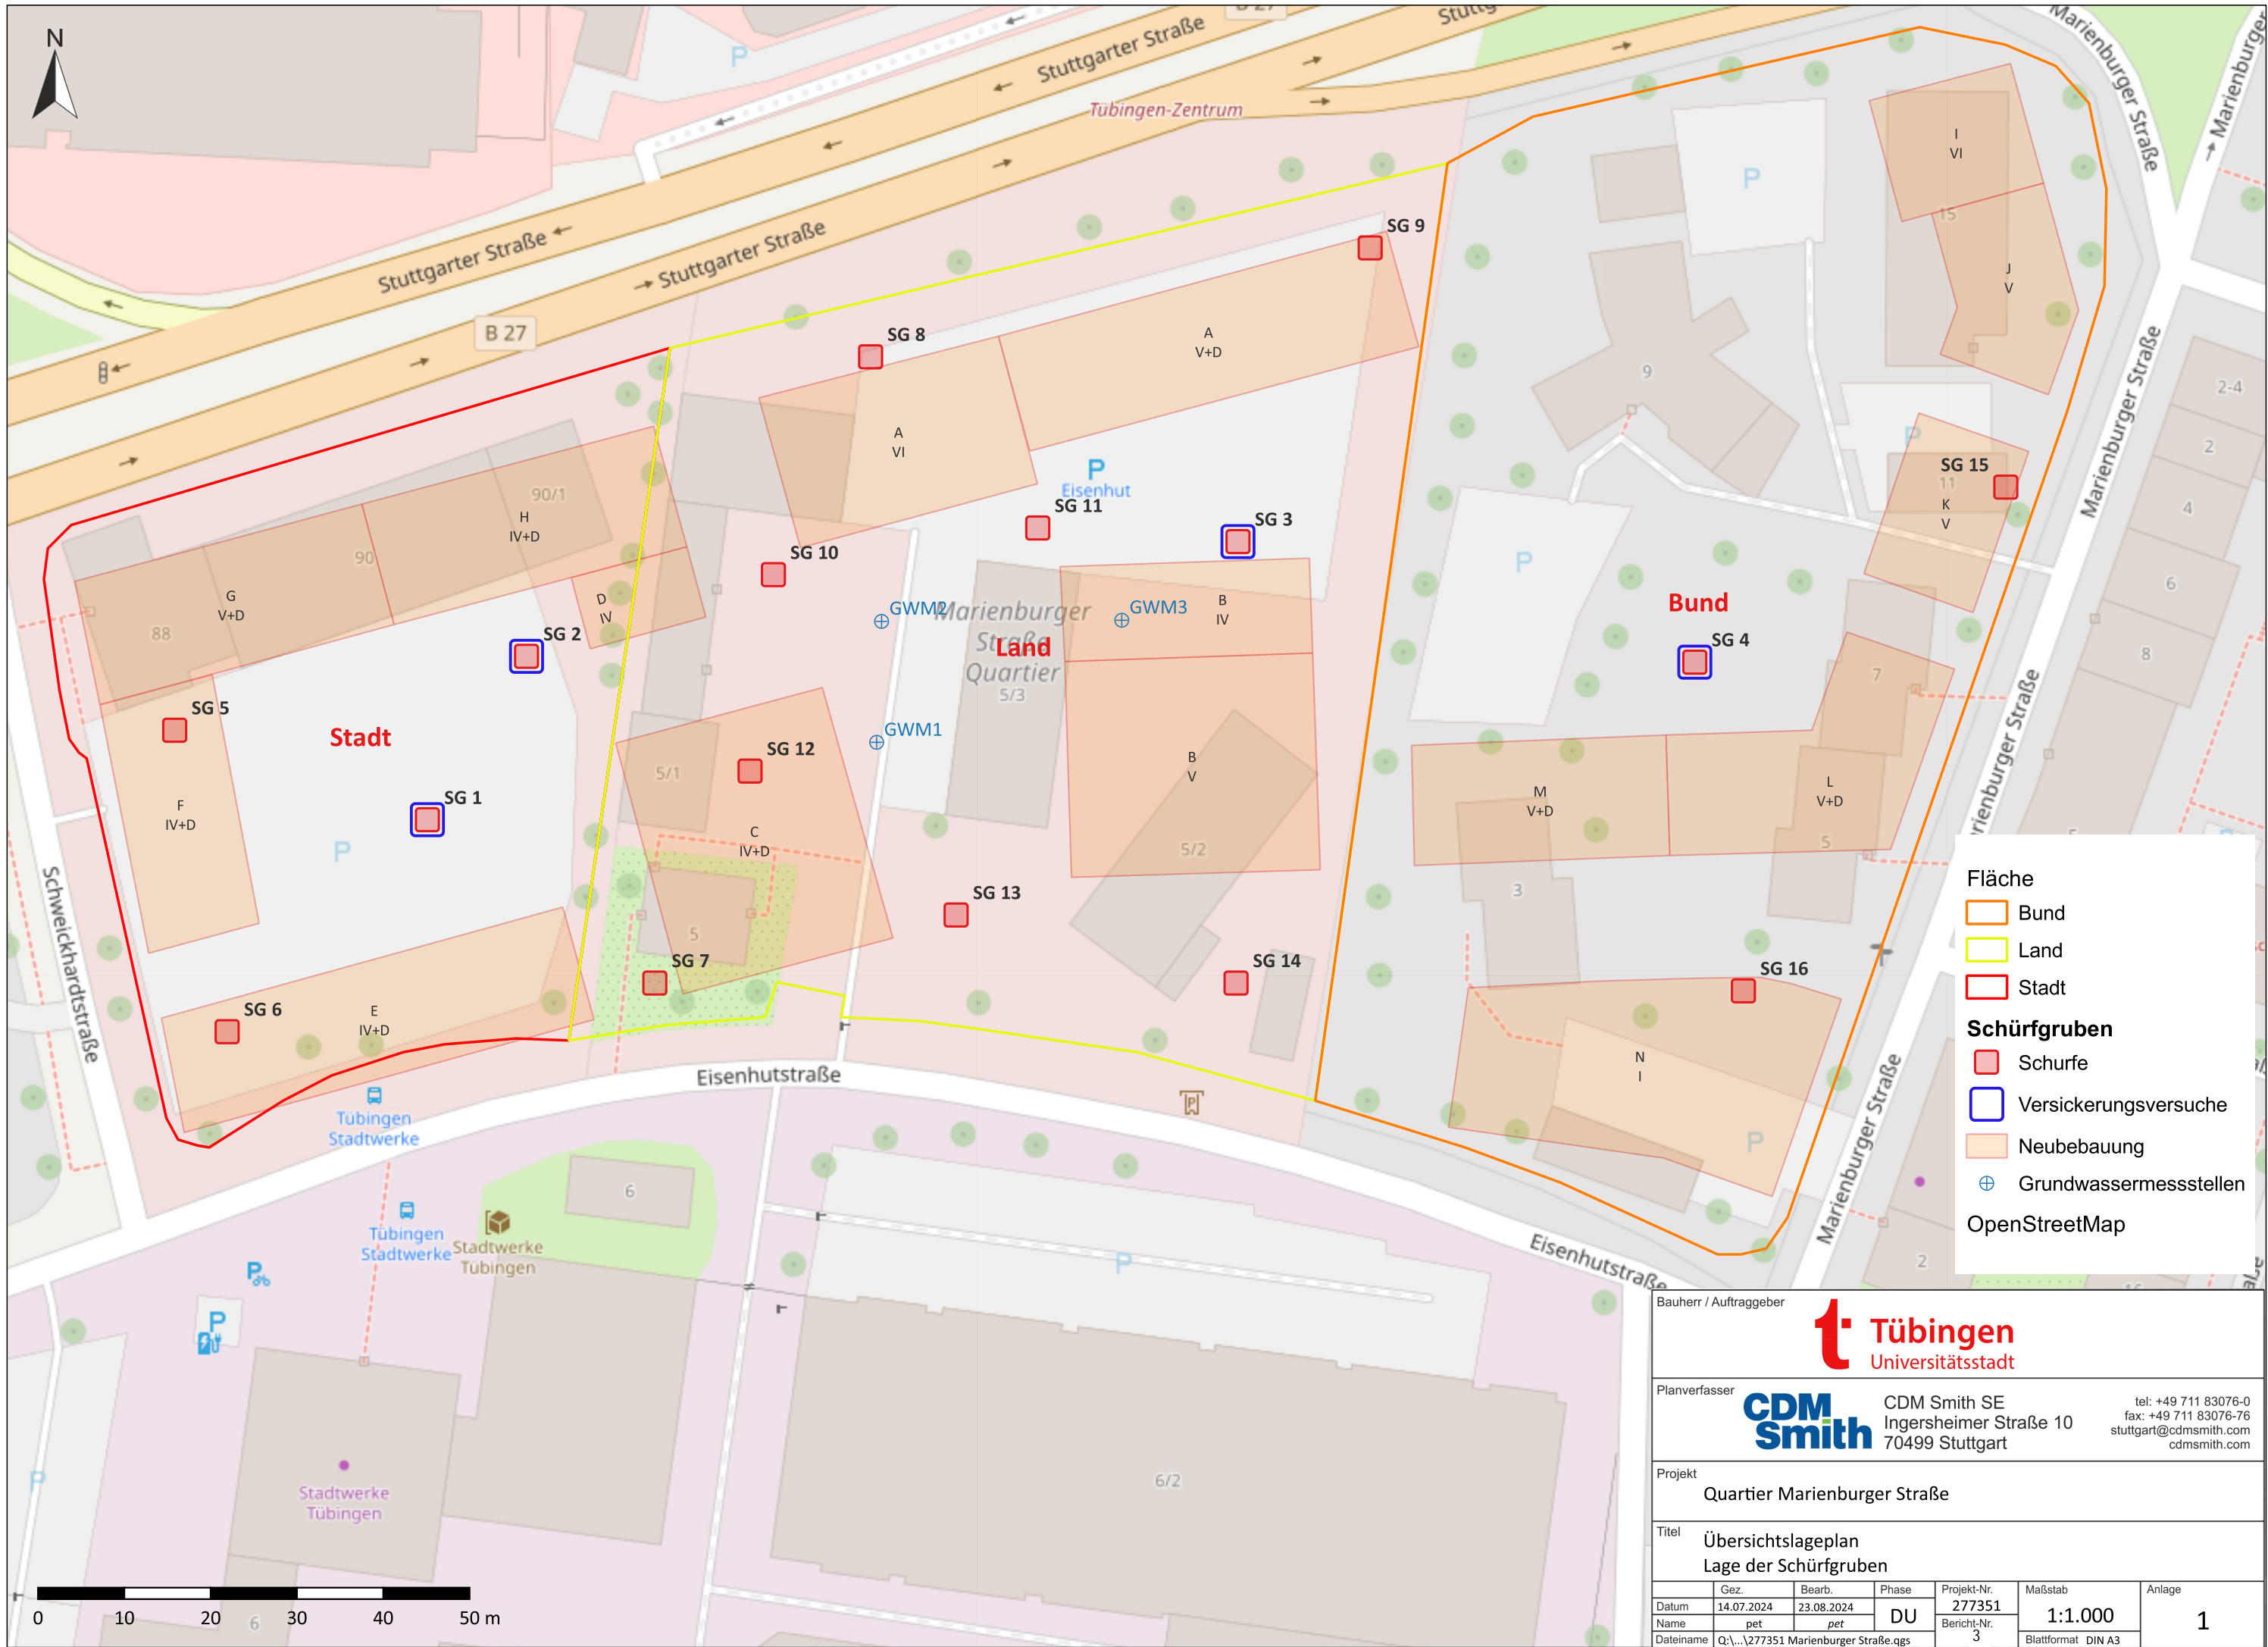 N
B 27
Stuttg
Stuttgarter Straße
Tübingen-Zentrum
Stuttgarter Straße
Stuttgarter Straße
B 27
P
Marienburger Straße
Marienburger
P
I
VI
15
J
V
SG 9
SG 8
A
V+D
A
VI
9
2-4
2
4
6
8
Marienburger Straße
P
Eisenhut
SG 11
SG 3
SG 10
P
SG 15
11
K
V
90/1
H
IV+D
90
G
V+D
88
D
IV
SG 2
GWM2
GWM3
Marienburger
Straße
Quartier
5/3
Land
B
IV
P
Bund
SG 4
7
SG 5
Stadt
GWM1
5/1
SG 12
B
V
M
V+D
L
V+D
5
3
F
IV+D
SG 1
P
C
IV+D
5/2
SG 13
5
SG 7
SG 14
SG 16
SG 6
E
IV+D
N
I
P
Schweickhardtstraße
Eisenhutstraße
Tübingen
Stadtwerke
Tübingen
Stadtwerke
Stadtwerke
Tübingen
6
P
P
P
Eisenhutstraße
Marienburger Straße
2
6/2
Stadtwerke
Tübingen
P
6
0 10 20 30 40 50 m
Fläche
Bund
Land
Stadt
Schürfgruben
Schurfe
Versickerungsversuche
Neubebauung
Grundwassermessstellen
OpenStreetMap
Bauherr / Auftraggeber
Tübingen
Universitätsstadt
Planverfasser
CDM
Smith
CDM Smith SE
Ingersheimer Straße 10
70499 Stuttgart
tel: +49 711 83076-0
fax: +49 711 83076-76
stuttgart@cdmsmith.com
cdmsmith.com
Projekt
Quartier Marienburger Straße
Titel
Übersichtslageplan
Lage der Schürfgruben
Gez. Bearb. Phase Projekt-Nr. Maßstab Anlage
Datum 14.07.2024 23.08.2024 DU 277351 1:1.000 1
Name pet pet Bericht-Nr.
3
Dateiname Q:\...\277351 Marienburger Straße.qgs Blattformat DIN A3